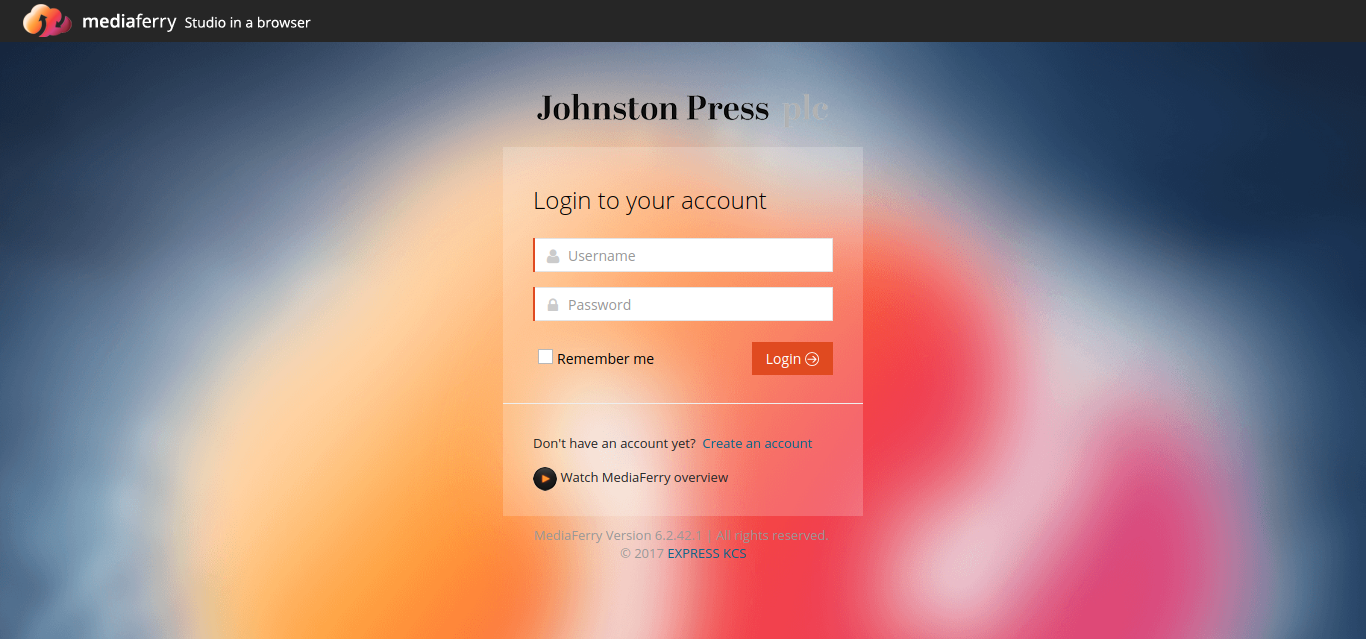 mediaferry Studio in a browser
Johnston Press plc
Login to your account
Username
Password
Remember me
Login
Don't have an account yet? Create an account
Watch MediaFerry overview
MediaFerry Version 6.2.42.1 | All rights reserved.
© 2017 EXPRESS KCS